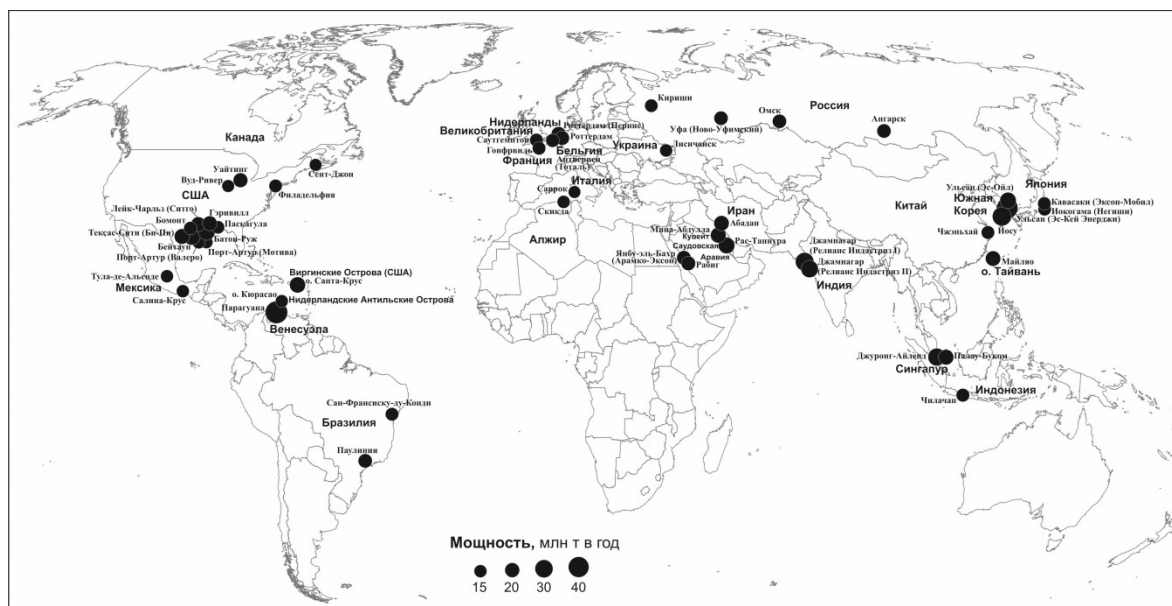 Кириши
Россия
Омск
Уфа (Ново-Уфимский)
Ангарск
Канада
Нидерланды
Роттердам (Пернис)
Великобритания
Роттердам
Саутгемптон
Гонфрвиль
Бельгия
Антверпен
(Тоталь)
Франция
Украина
Лисичанск
Сент-Джон
Уайтинг
Вуд-Ривер
США
Филадельфия
Италия
Саррок
Скикда
Алжир
Лейк-Чарльз (Ситго)
Гэривилл
Бомонт
Паскагула
Тексас-Сити (Би-Пи)
Батон-Руж
Бейтаун
Порт-Артур (Мотива)
Порт-Артур (Валеро)
Тула-де-Альенде
Мексика
Салина-Крус
Виргинские Острова (США)
о. Санта-Крус
о. Кюрасао
Нидерландские Антильские Острова
Парагуана
Венесуэла
Сан-Франсиску-ду-Конди
Бразилия
Паулиния
Иран
Абадан
Мина-Абдулла
Кувейт
Саудовская
Аравия
Рас-Таннура
Янбу-эль-Бахр
(Арамко-Эксон)
Рабиг
Джамнагар
(Релианс Индастриз I)
Джамнагар
(Релианс Индастриз II)
Индия
Китай
Ульсан (Эс-Ойл)
Япония
Южная
Корея
Кавасаки (Эксон-Мобил)
Иокогама (Негиши)
Ульсан (Эс-Кей Энерджи)
Йосу
Чжэньхай
Майляо
о. Тайвань
Джуронг-Айленд
Палау-Буком
Сингапур
Индонезия
Чилачап
Мощность, млн т в год
15 20 30 40